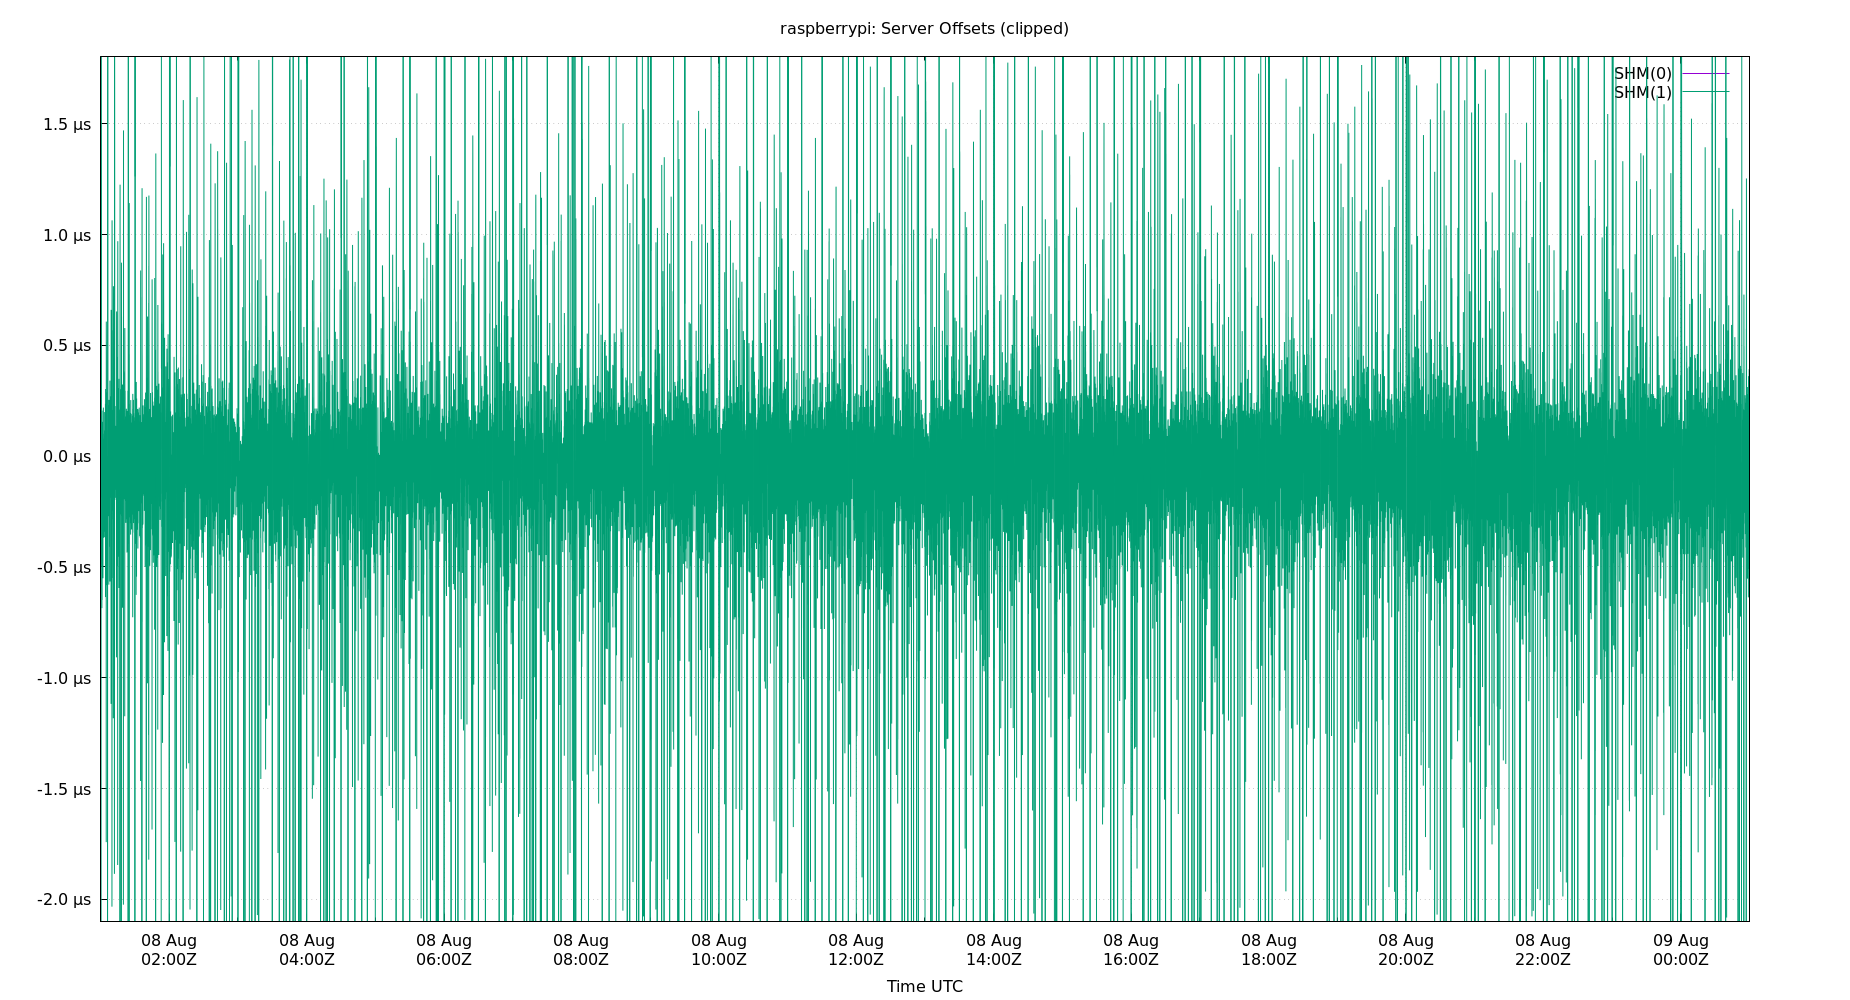 raspberrypi: Server Offsets (clipped)
SHM(0)
SHM(1)
1.5 µs
1.0 µs
0.5 µs
0.0 µs
-0.5 µs
-1.0 µs
-1.5 µs
-2.0 µs
08 Aug 08 Aug 08 Aug 08 Aug 08 Aug 08 Aug 08 Aug 08 Aug 08 Aug 08 Aug 08 Aug 09 Aug
02:00Z 04:00Z 06:00Z 08:00Z 10:00Z 12:00Z 14:00Z 16:00Z 18:00Z 20:00Z 22:00Z 00:00Z
Time UTC